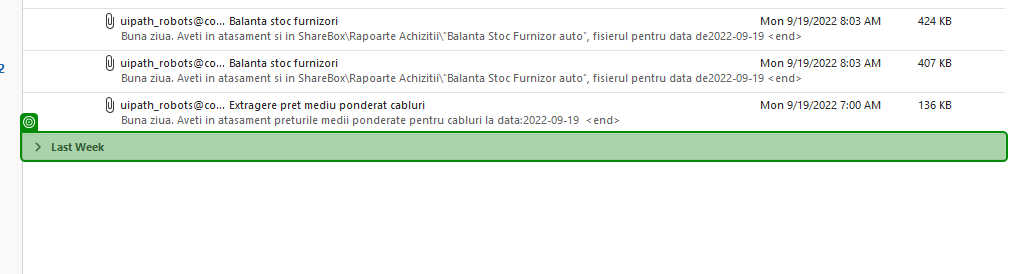 uipath_robots@co... Balanta stoc furnizori Mon 9/19/2022 8:03 AM 424 KB
Buna ziua. Aveti in atasament si in ShareBox\Rapoarte Achizitii\"Balanta Stoc Furnizor auto", fisierul pentru data de2022-09-19 <end>
uipath_robots@co... Balanta stoc furnizori Mon 9/19/2022 8:03 AM 407 KB
2
Buna ziua. Aveti in atasament si in ShareBox\Rapoarte Achizitii\"Balanta Stoc Furnizor auto", fisierul pentru data de2022-09-19 <end>
uipath_robots@co... Extragere pret mediu ponderat cabluri Mon 9/19/2022 7:00 AM 136 KB
Buna ziua. Aveti in atasament preturile medii ponderate pentru cabluri la data:2022-09-19 <end>
Last Week